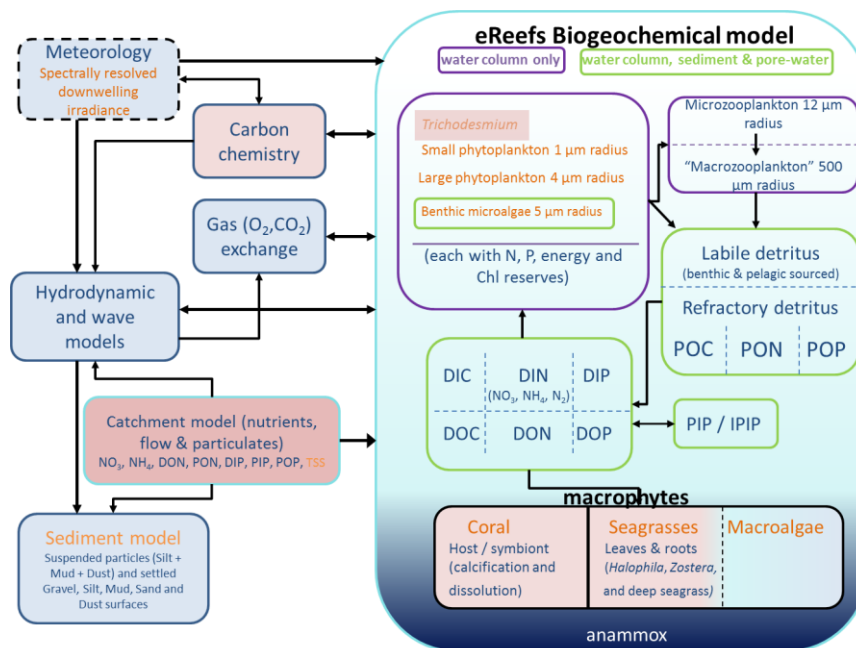 eReefs Biogeochemical model
water column only
water column, sediment & pore-water
Meteorology
Spectrally resolved
downwelling
irradiance
Carbon
chemistry
Gas (O₂,CO₂)
exchange
Hydrodynamic
and wave
models
Catchment model (nutrients,
flow & particulates)
NO₃, NH₄, DON, PON, DIP, PIP, POP, TSS
Sediment model
Suspended particles (Silt +
Mud + Dust) and settled
Gravel, Silt, Mud, Sand and
Dust surfaces
Trichodesmium
Small phytoplankton 1 µm radius
Large phytoplankton 4 µm radius
Benthic microalgae 5 µm radius
(each with N, P, energy and
Chl reserves)
Microzooplankton 12 µm
radius
“Macrozooplankton” 500
µm radius
Labile detritus
(benthic & pelagic sourced)
Refractory detritus
POC PON POP
DIC DIN DIP
(NO₃, NH₄, N₂)
DOC DON DOP
PIP / IPIP
macrophytes
Coral
Host / symbiont
(calcification and
dissolution)
Seagrasses
Leaves & roots
(Halophila, Zostera,
and deep seagrass)
Macroalgae
anammox